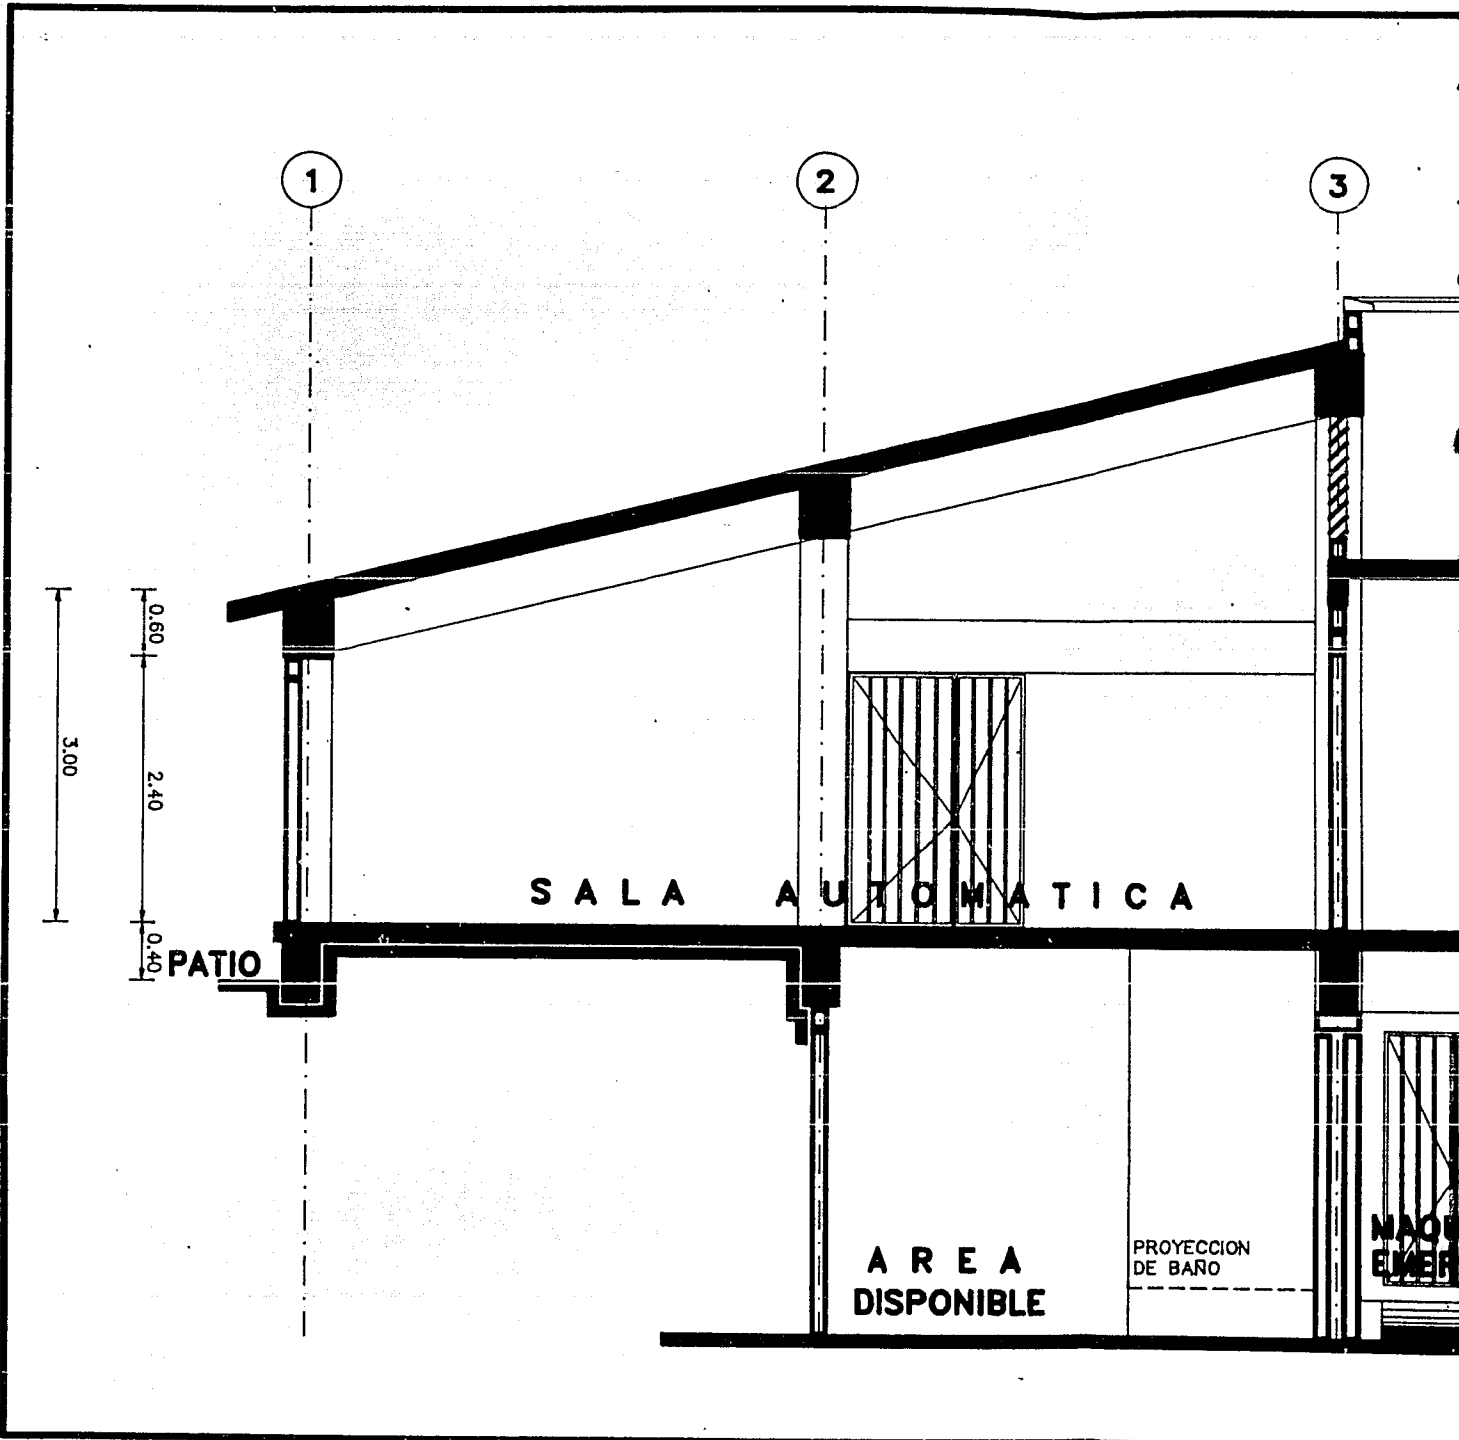 1
2
3
0.60
3.00
2.40
SALA AUTOMATICA
0.40
PATIO
PROYECCION
DE BAÑO
AREA
DISPONIBLE